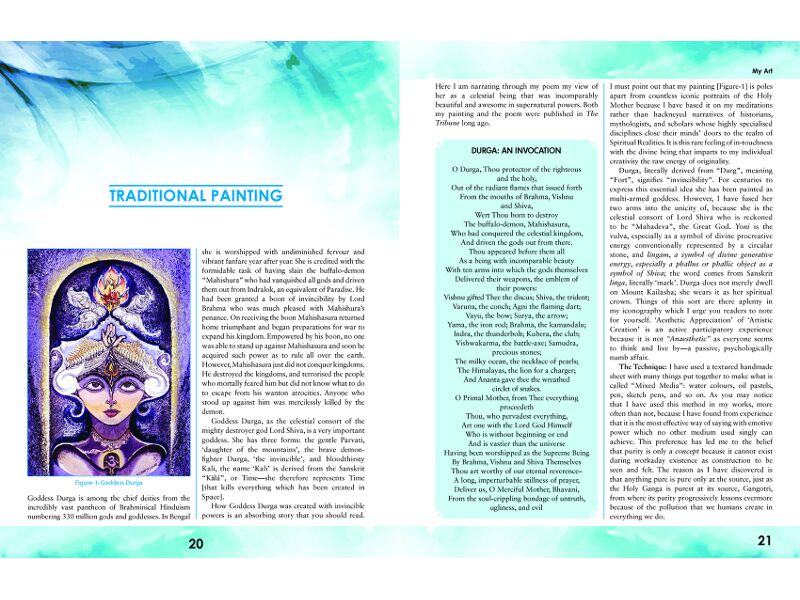 TRADITIONAL PAINTING
Figure-1: Goddess Durga
Goddess Durga is among the chief deities from the
incredibly vast pantheon of Brahminical Hinduism
numbering 330 million gods and goddesses. In Bengal
she is worshipped with undiminished fervour and
vibrant fanfare year after year. She is credited with the
formidable task of having slain the buffalo-demon
"Mahishura" who had vanquished all gods and driven
them out from Indralok, an equivalent of Paradise. He
had been granted a boon of invincibility by Lord
Brahma who was much pleased with Mahishura's
penance. On receiving the boon Mahishasura returned
home triumphant and began preparations for war to
expand his kingdom. Empowered by his boon, no one
was able to stand up against Mahishasura and soon he
acquired such power as to rule all over the earth.
However, Mahishasura just did not conquer kingdoms.
He destroyed the kingdoms, and terrorised the people
who mortally feared him but did not know what to do
to escape from his wanton atrocities. Anyone who
stood up against him was mercilessly killed by the
demon.
Goddess Durga, as the celestial consort of the
mighty destroyer god Lord Shiva, is a very important
goddess. She has three forms: the gentle Parvati,
'daughter of the mountains', the brave demon-
fighter Durga, 'the invincible', and bloodthirsty
Kali, the name 'Kali' is derived from the Sanskrit
"Kālá", or Time—she therefore represents Time
[that kills everything which has been created in
Space].
How Goddess Durga was created with invincible
powers is an absorbing story that you should read.
20
My Art
Here I am narrating through my poem my view of
her as a celestial being that was incomparably
beautiful and awesome in supernatural powers. Both
my painting and the poem were published in The
Tribune long ago.
DURGA: AN INVOCATION
O Durga, Thou protector of the righteous
and the holy,
Out of the radiant flames that issued forth
From the mouths of Brahma, Vishnu
and Shiva,
Wert Thou born to destroy
The buffalo-demon, Mahishasura,
Who had conquered the celestial kingdom,
And driven the gods out from there.
Thou appeared before them all
As a being with incomparable beauty
With ten arms into which the gods themselves
Delivered their weapons, the emblem of
their powers:
Vishnu gifted Thee the discus; Shiva, the trident;
Varuna, the conch; Agni the flaming dart;
Vayu, the bow; Surya, the arrow;
Yama, the iron rod; Brahma, the kamandalu;
Indra, the thunderbolt; Kubera, the club;
Vishwakarma, the battle-axe; Samudra,
precious stones;
The milky ocean, the necklace of pearls;
The Himalayas, the lion for a charger;
And Ananta gave thee the wreathed
circlet of snakes.
O Primal Mother, from Thee everything
proceedeth
Thou, who pervadest everything,
Art one with the Lord God Himself
Who is without beginning or end
And is vaster than the universe
Having been worshipped as the Supreme Being
By Brahma, Vishnu and Shiva Themselves
Thou art worthy of our eternal reverence–
A long, imperturbable stillness of prayer,
Deliver us, O Merciful Mother, Bhavani,
From the soul-crippling bondage of untruth,
ugliness, and evil
I must point out that my painting [Figure-1] is poles
apart from countless iconic portraits of the Holy
Mother because I have based it on my meditations
rather than hackneyed narratives of historians,
mythologists, and scholars whose highly specialised
disciplines close their minds' doors to the realm of
Spiritual Realities. It is this rare feeling of in-touchness
with the divine being that imparts to my individual
creativity the raw energy of originality.
Durga, literally derived from "Durg", meaning
"Fort", signifies "invincibility". For centuries to
express this essential idea she has been painted as
multi-armed goddess. However, I have fused her
two arms into the unicity of, because she is the
celestial consort of Lord Shiva who is reckoned
to be "Mahadeva", the Great God. Yoni is the
vulva, especially as a symbol of divine procreative
energy conventionally represented by a circular
stone, and lingam, a symbol of divine generative
energy, especially a phallus or phallic object as a
symbol of Shiva; the word comes from Sanskrit
linga, literally 'mark'. Durga does not merely dwell
on Mount Kailasha; she wears it as her spiritual
crown. Things of this sort are there aplenty in
my iconography which I urge you readers to note
for yourself. 'Aesthetic Appreciation' of 'Artistic
Creation' is an active participatory experience
because it is not "Anaesthetic" as everyone seems
to think and live by—a passive, psychologically
numb affair.
The Technique: I have used a textured handmade
sheet with many things put together to make what is
called "Mixed Media": water colours, oil pastels,
pen, sketch pens, and so on. As you may notice
that I have used this method in my works, more
often than not, because I have found from experience
that it is the most effective way of saying with emotive
power which no other medium used singly can
achieve. This preference has led me to the belief
that purity is only a concept because it cannot exist
during workaday existence as construction to be
seen and felt. The reason as I have discovered is
that anything pure is pure only at the source, just as
the Holy Ganga is purest at its source, Gangotri,
from where its parity progressively lessons evermore
because of the pollution that we humans create in
everything we do.
21